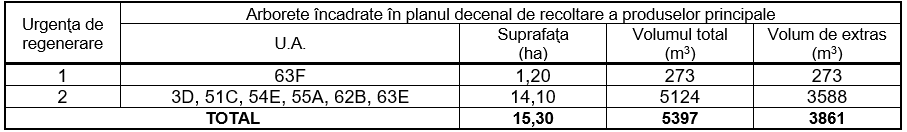 Urgenţa de regenerare
Arborete încadrate în planul decenal de recoltare a produselor principale
U.A.
Suprafaţa (ha)
Volumul total (m³)
Volum de extras (m³)
1 63F 1,20 273 273
2 3D, 51C, 54E, 55A, 62B, 63E 14,10 5124 3588
TOTAL 15,30 5397 3861